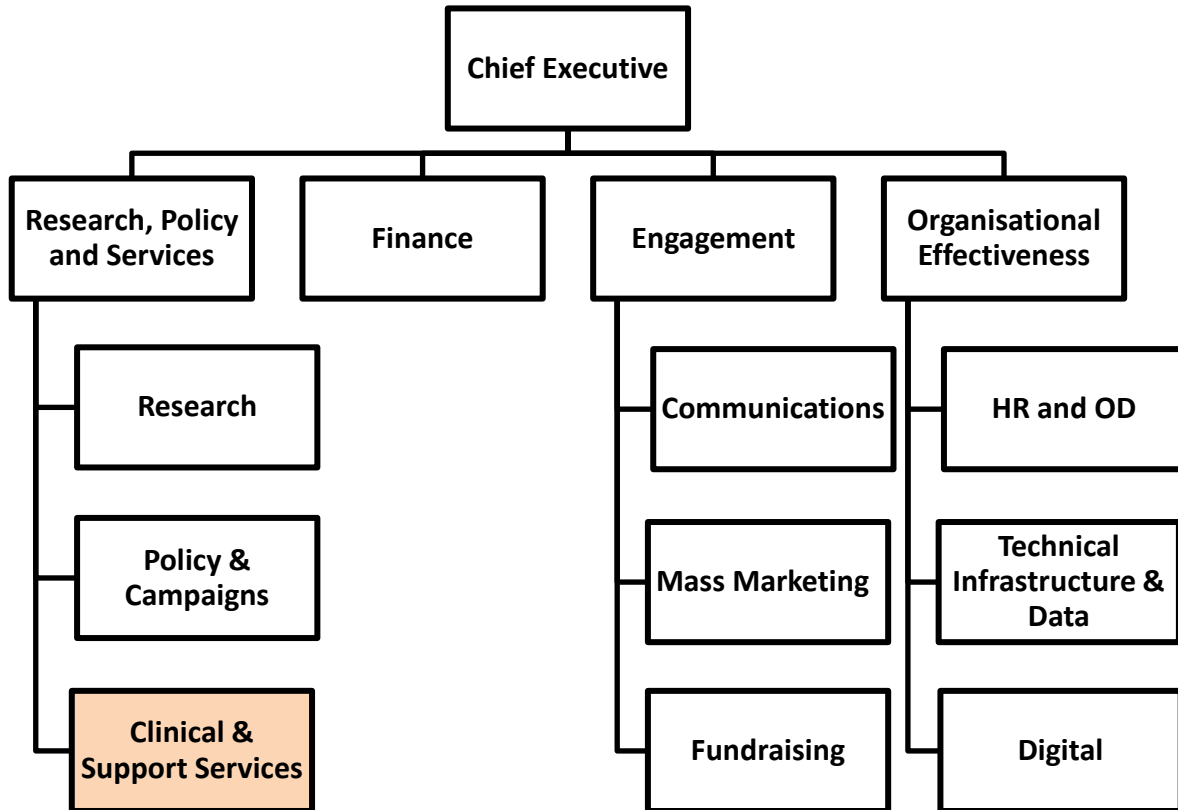 Chief Executive
Research, Policy
and Services
Finance
Engagement
Organisational
Effectiveness
Research
Communications
HR and OD
Policy &
Campaigns
Mass Marketing
Technical
Infrastructure &
Data
Clinical &
Support Services
Fundraising
Digital